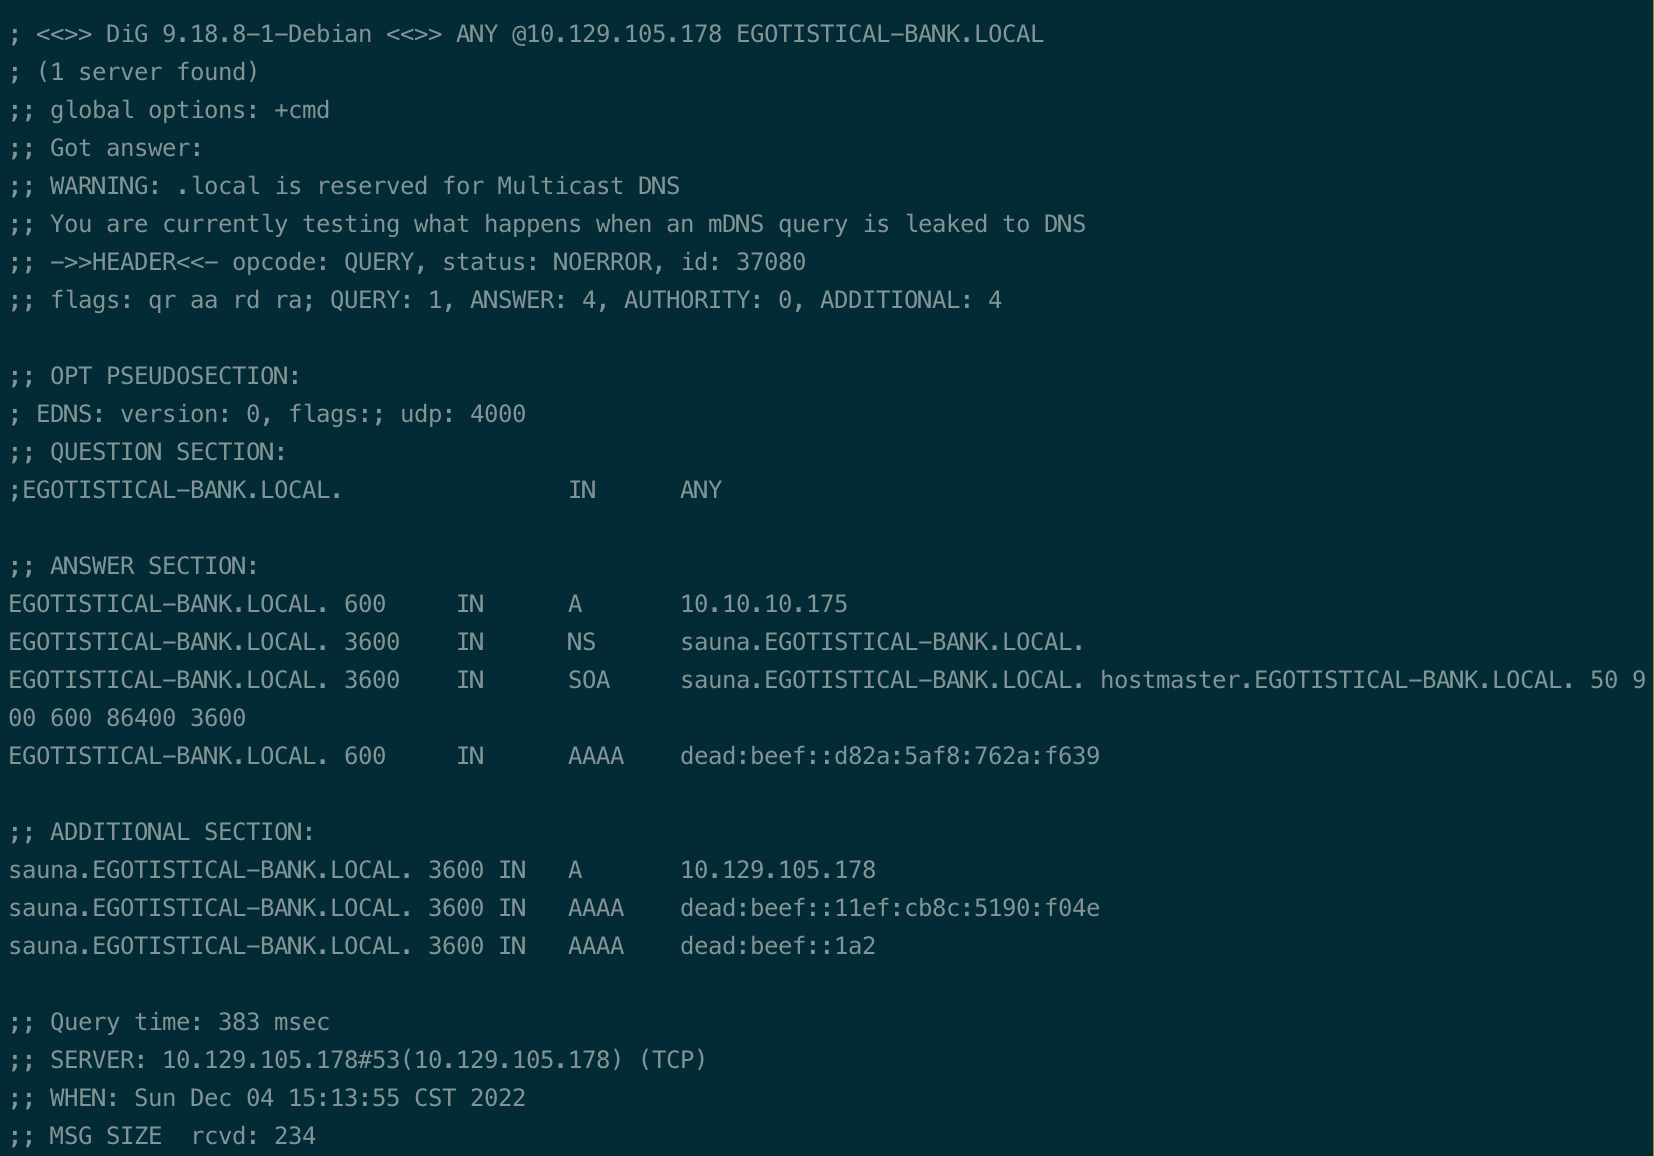 ; <<>> DiG 9.18.8-1-Debian <<>> ANY @10.129.105.178 EGOTISTICAL-BANK.LOCAL
; (1 server found)
;; global options: +cmd
;; Got answer:
;; WARNING: .local is reserved for Multicast DNS
;; You are currently testing what happens when an mDNS query is leaked to DNS
;; ->>HEADER<<- opcode: QUERY, status: NOERROR, id: 37080
;; flags: qr aa rd ra; QUERY: 1, ANSWER: 4, AUTHORITY: 0, ADDITIONAL: 4

;; OPT PSEUDOSECTION:
; EDNS: version: 0, flags:; udp: 4000
;; QUESTION SECTION:
;EGOTISTICAL-BANK.LOCAL.                IN      ANY

;; ANSWER SECTION:
EGOTISTICAL-BANK.LOCAL. 600     IN      A       10.10.10.175
EGOTISTICAL-BANK.LOCAL. 3600    IN      NS      sauna.EGOTISTICAL-BANK.LOCAL.
EGOTISTICAL-BANK.LOCAL. 3600    IN      SOA     sauna.EGOTISTICAL-BANK.LOCAL. hostmaster.EGOTISTICAL-BANK.LOCAL. 50 9
00 600 86400 3600
EGOTISTICAL-BANK.LOCAL. 600     IN      AAAA    dead:beef::d82a:5af8:762a:f639

;; ADDITIONAL SECTION:
sauna.EGOTISTICAL-BANK.LOCAL. 3600 IN   A       10.129.105.178
sauna.EGOTISTICAL-BANK.LOCAL. 3600 IN   AAAA    dead:beef::11ef:cb8c:5190:f04e
sauna.EGOTISTICAL-BANK.LOCAL. 3600 IN   AAAA    dead:beef::1a2

;; Query time: 383 msec
;; SERVER: 10.129.105.178#53(10.129.105.178) (TCP)
;; WHEN: Sun Dec 04 15:13:55 CST 2022
;; MSG SIZE  rcvd: 234